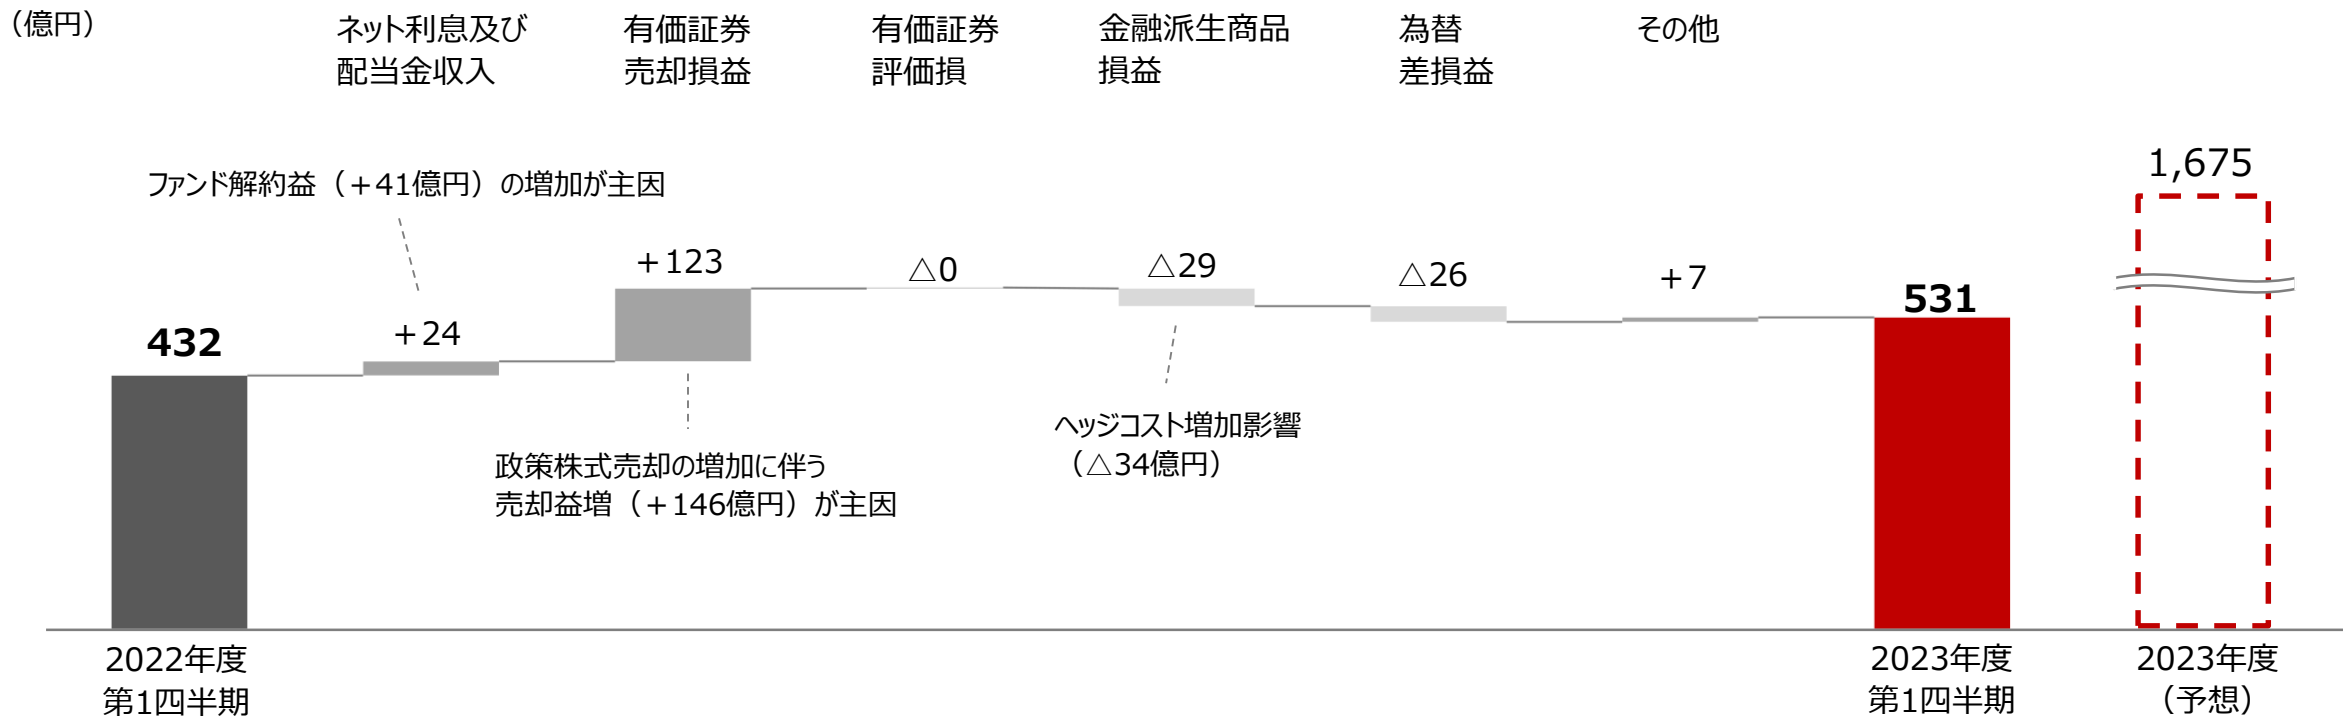 （億円）
ネット利息及び
配当金収入
有価証券
売却損益
有価証券
評価損
金融派生商品
損益
為替
差損益
その他
ファンド解約益（＋41億円）の増加が主因
1,675
＋123
△0
△29
△26
＋7
531
432
＋24
政策株式売却の増加に伴う
売却益増（＋146億円）が主因
ヘッジコスト増加影響
（△34億円）
2022年度
第1四半期
2023年度
第1四半期
2023年度
（予想）